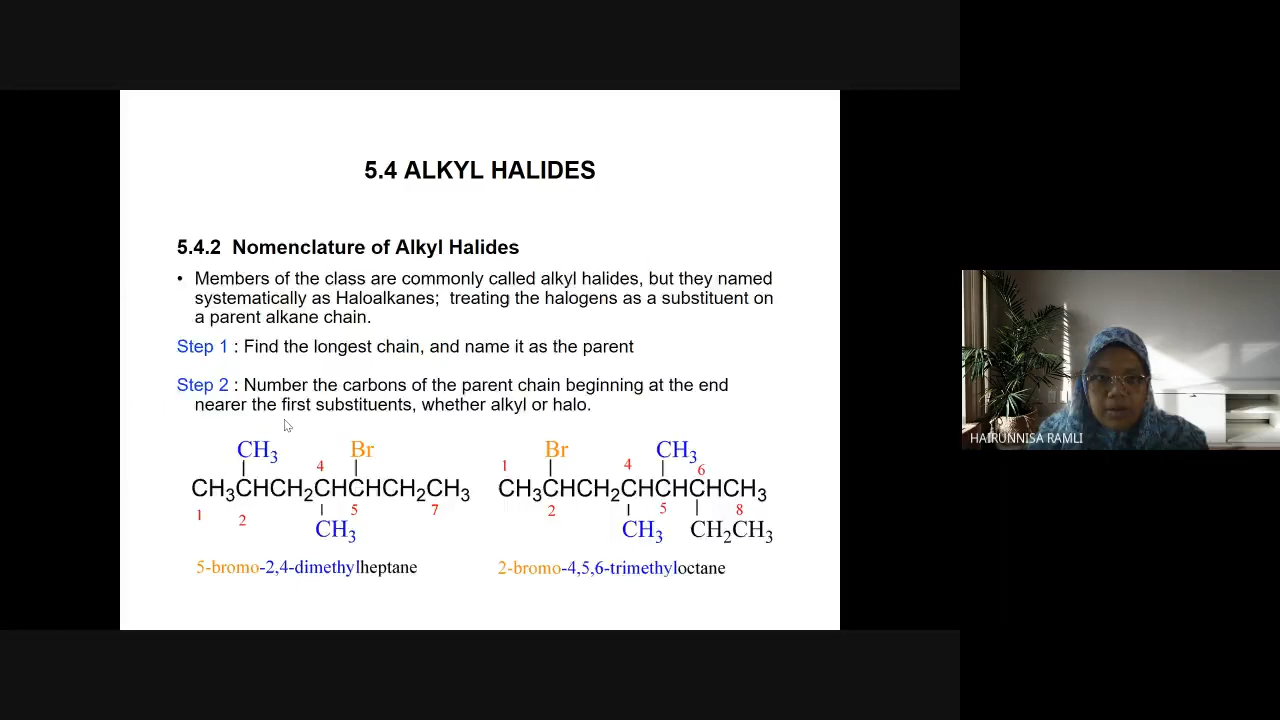 5.4 ALKYL HALIDES
5.4.2 Nomenclature of Alkyl Halides
• Members of the class are commonly called alkyl halides, but they named
systematically as Haloalkanes; treating the halogens as a substituent on
a parent alkane chain.
Step 1 : Find the longest chain, and name it as the parent
Step 2 : Number the carbons of the parent chain beginning at the end
nearer the first substituents, whether alkyl or halo.
CH3 Br
4
CH3CHCH2CHCHCH2CH3
1 2 5 7
CH3
5-bromo-2,4-dimethylheptane
Br CH3
1 4 6
CH3CHCH2CHCHCHCH3
2 5 8
CH3 CH2CH3
2-bromo-4,5,6-trimethyloctane
HAIRUNNISA RAMLI